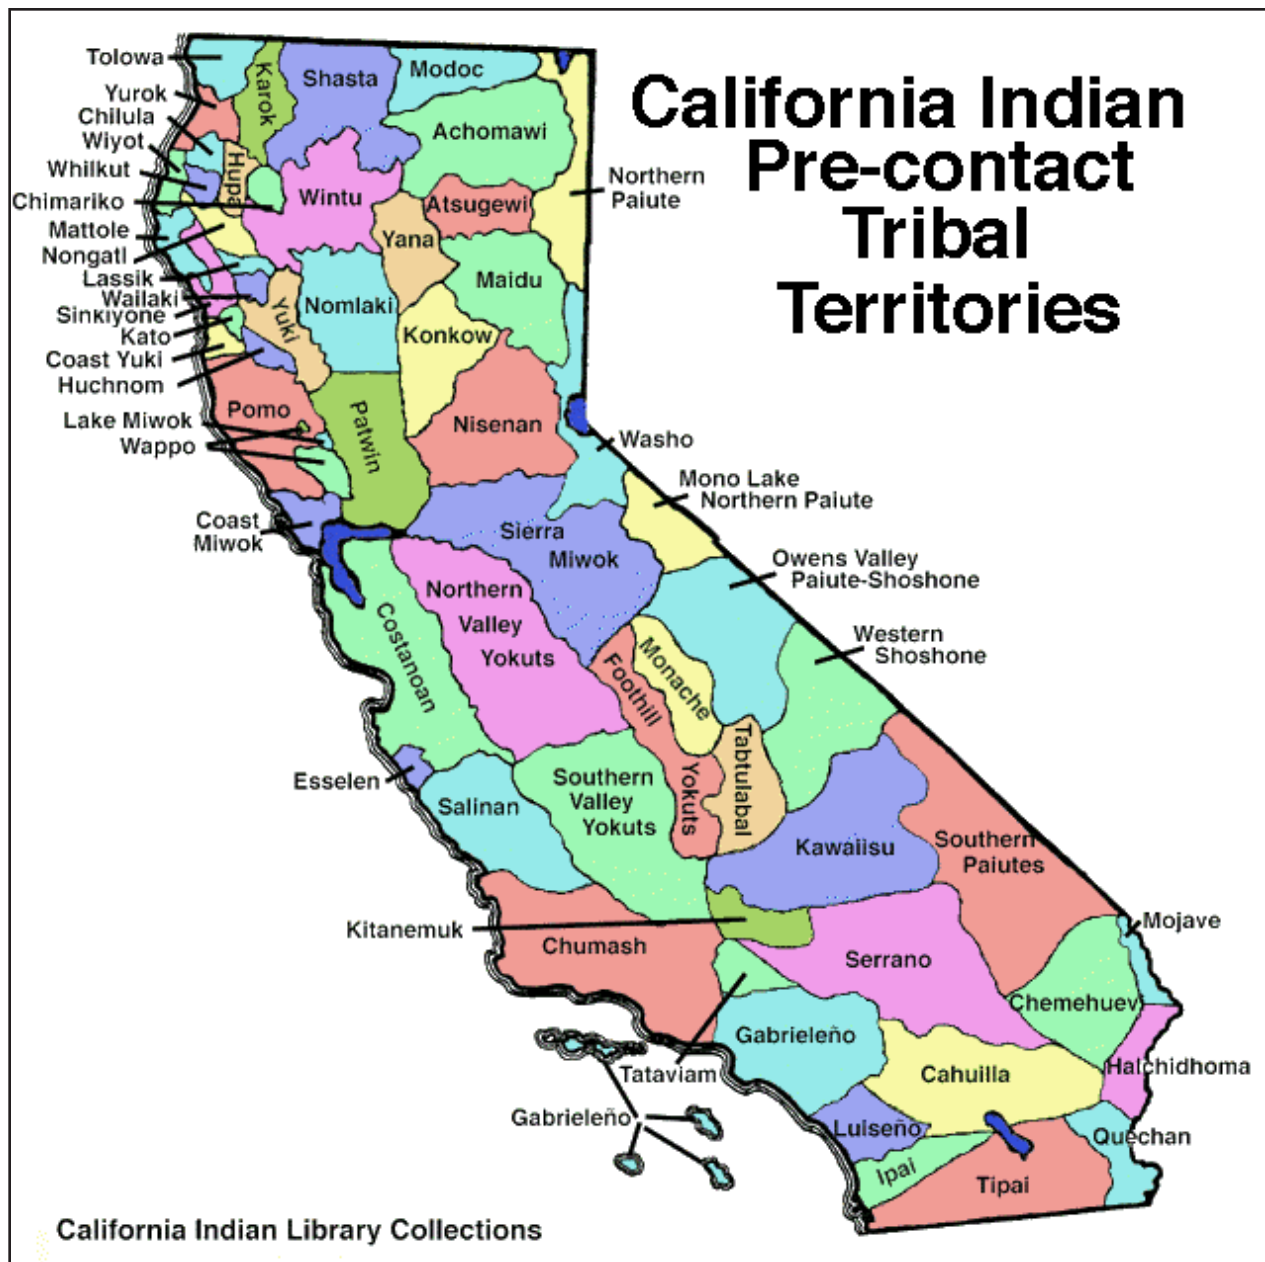 California Indian
Pre-contact
Tribal
Territories
Tolowa
Yurok
Chilula
Wiyot
Whilkut
Chimariko
Mattole
Nongatl
Lassik
Wailaki
Sinkiyone
Kato
Coast Yuki
Huchnom
Lake Miwok
Wappo
Coast
Miwok
Karok
Shasta
Modoc
Achomawi
Hupa
Wintu
Atsugewi
Northern
Paiute
Yana
Maidu
Yuki
Nomlaki
Konkow
Pomo
Patwin
Nisenan
Washo
Mono Lake
Northern Paiute
Sierra
Miwok
Owens Valley
Paiute-Shoshone
Northern
Valley
Yokuts
Costanoan
Western
Shoshone
Monache
Foothill
Yokuts
Tabtulabal
Esselen
Salinan
Southern
Valley
Yokuts
Kawaiisu
Southern
Paiutes
Kitanemuk
Chumash
Serrano
Mojave
Chemehuevi
Gabrieleño
Tataviam
Cahuilla
Halchidhoma
Gabrieleño
Luiseño
Quechan
Ipai
Tipai
California Indian Library Collections